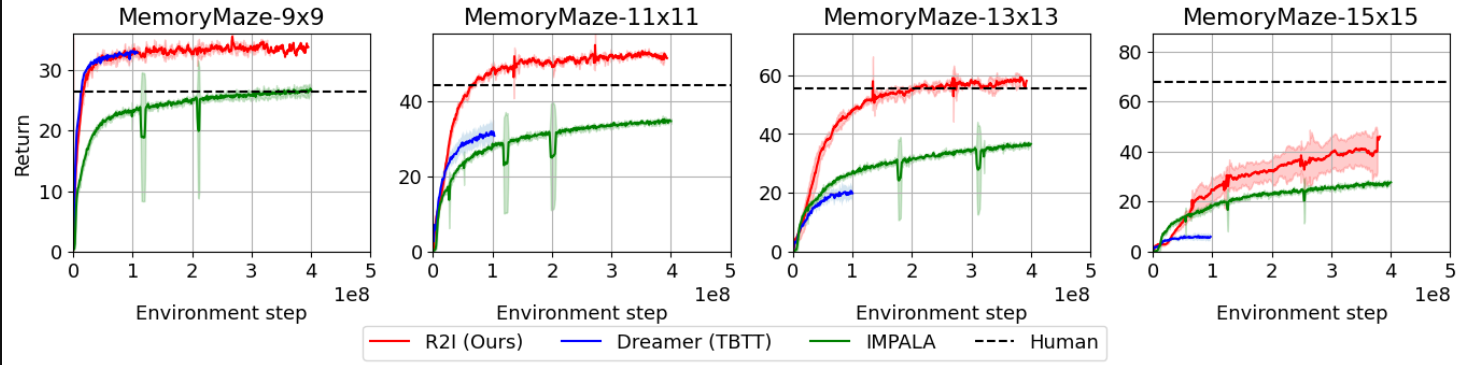 MemoryMaze-9x9
MemoryMaze-11x11
MemoryMaze-13x13
MemoryMaze-15x15
Return
30
20
10
0
0 1 2 3 4 5
1e8
Environment step
40
20
0
0 1 2 3 4 5
1e8
Environment step
60
40
20
0
0 1 2 3 4 5
1e8
Environment step
80
60
40
20
0
0 1 2 3 4 5
1e8
Environment step
R2I (Ours) Dreamer (TBTT) IMPALA Human